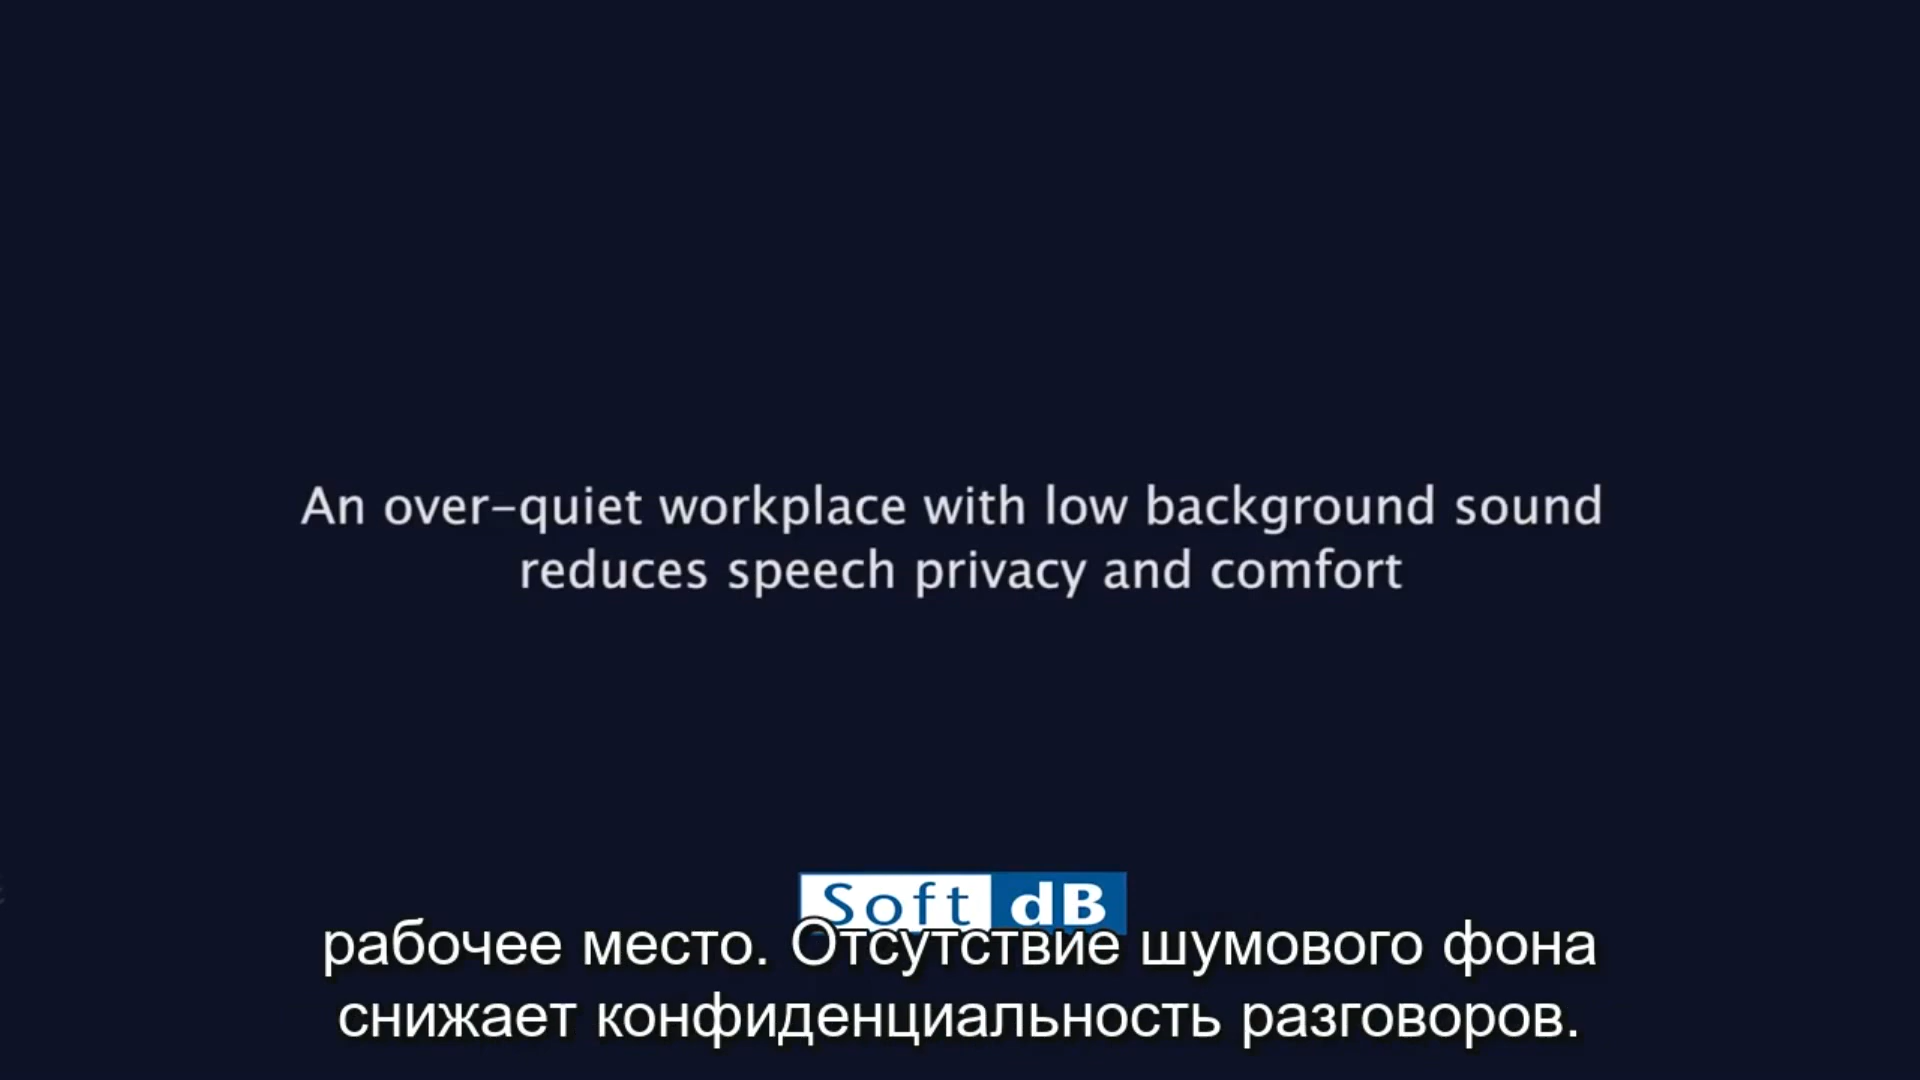 An over-quiet workplace with low background sound
reduces speech privacy and comfort
Soft dB
рабочее место. Отсутствие шумового фона
снижает конфиденциальность разговоров.